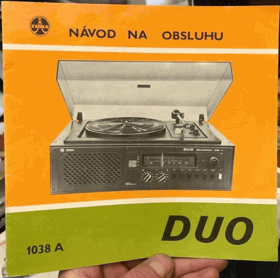 TESLA
NÁVOD NA OBSLUHU
DUO
DUO
1038 A